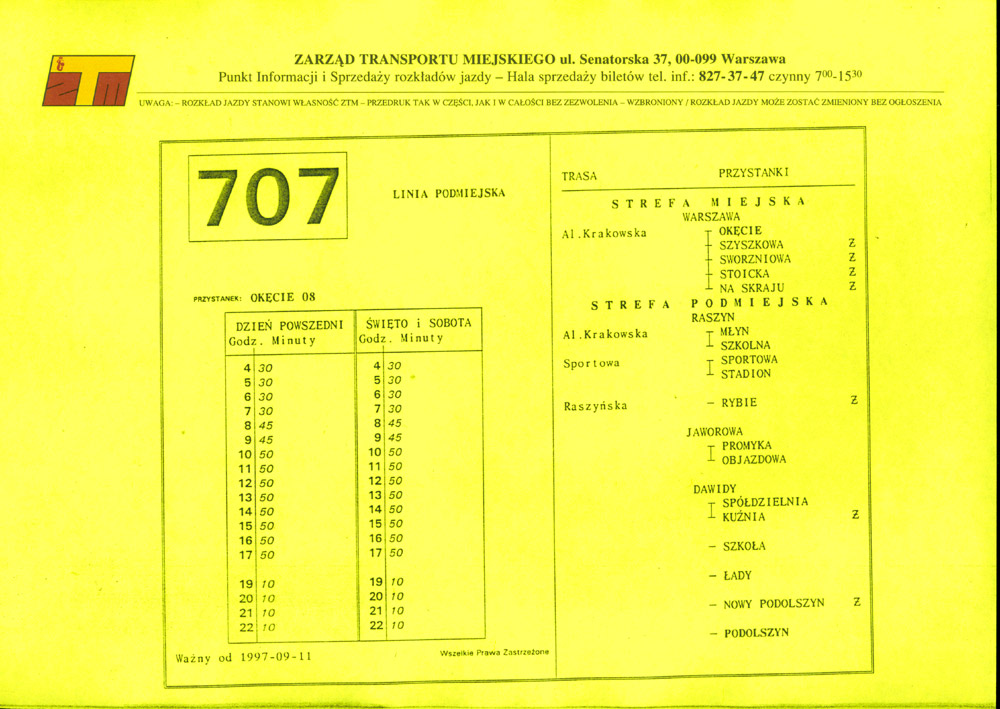 ZARZĄD TRANSPORTU MIEJSKIEGO ul. Senatorska 37, 00-099 Warszawa
Punkt Informacji i Sprzedaży rozkładów jazdy – Hala sprzedaży biletów tel. inf.: 827-37-47 czynny 7⁰⁰-15³⁰
UWAGA: – ROZKŁAD JAZDY STANOWI WŁASNOŚĆ ZTM – PRZEDRUK TAK W CZĘŚCI, JAK I W CAŁOŚCI BEZ ZEZWOLENIA – WZBRONIONY / ROZKŁAD JAZDY MOŻE ZOSTAĆ ZMIENIONY BEZ OGŁOSZENIA
707
LINIA PODMIEJSKA
PRZYSTANEK: OKĘCIE 08
DZIEŃ POWSZEDNI ŚWIĘTO i SOBOTA
Godz. Minuty Godz. Minuty
4 30 4 30
5 30 5 30
6 30 6 30
7 30 7 30
8 45 8 45
9 45 9 45
10 50 10 50
11 50 11 50
12 50 12 50
13 50 13 50
14 50 14 50
15 50 15 50
16 50 16 50
17 50 17 50
19 10 19 10
20 10 20 10
21 10 21 10
22 10 22 10
Ważny od 1997-09-11
Wszelkie Prawa Zastrzeżone
TRASA PRZYSTANKI
STREFA MIEJSKA
WARSZAWA
Al.Krakowska OKĘCIE
SZYSZKOWA Z
SWORZNIOWA Z
STOICKA Z
NA SKRAJU Z
STREFA PODMIEJSKA
RASZYN
Al.Krakowska MŁYN
SZKOLNA
Sportowa SPORTOWA
STADION
Raszyńska – RYBIE Z
JAWOROWA
PROMYKA
OBJAZDOWA
DAWIDY
SPÓŁDZIELNIA
KUŹNIA Z
– SZKOŁA
– ŁADY
– NOWY PODOLSZYN Z
– PODOLSZYN